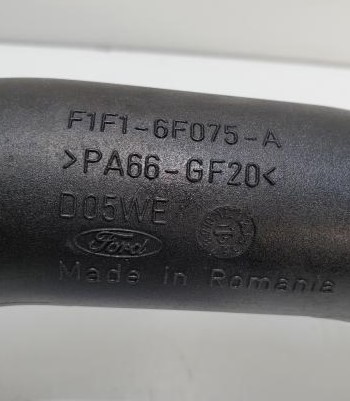 F1F1-6F075-A
>PA66-GF20<
D05WE
Ford
Made in Romania